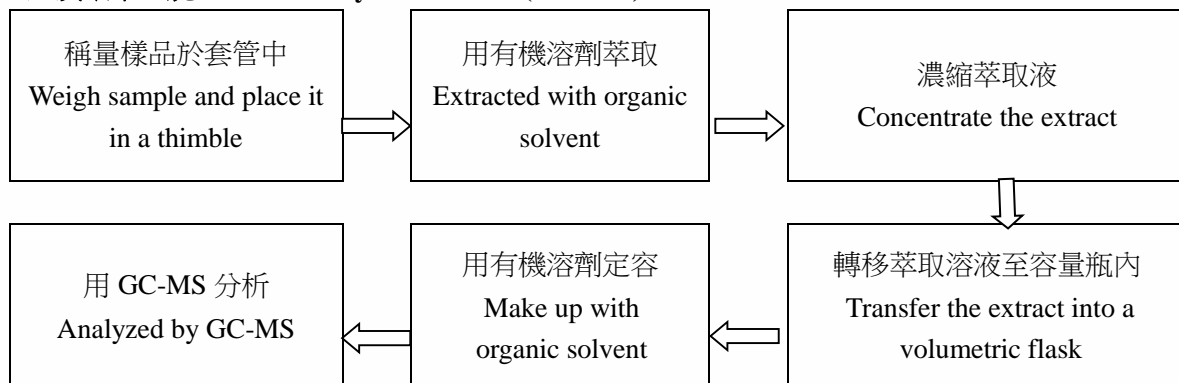 稱量樣品於套管中
Weigh sample and place it
in a thimble
用有機溶劑萃取
Extracted with organic
solvent
濃縮萃取液
Concentrate the extract
轉移萃取溶液至容量瓶內
Transfer the extract into a
volumetric flask
用有機溶劑定容
Make up with
organic solvent
用 GC-MS 分析
Analyzed by GC-MS